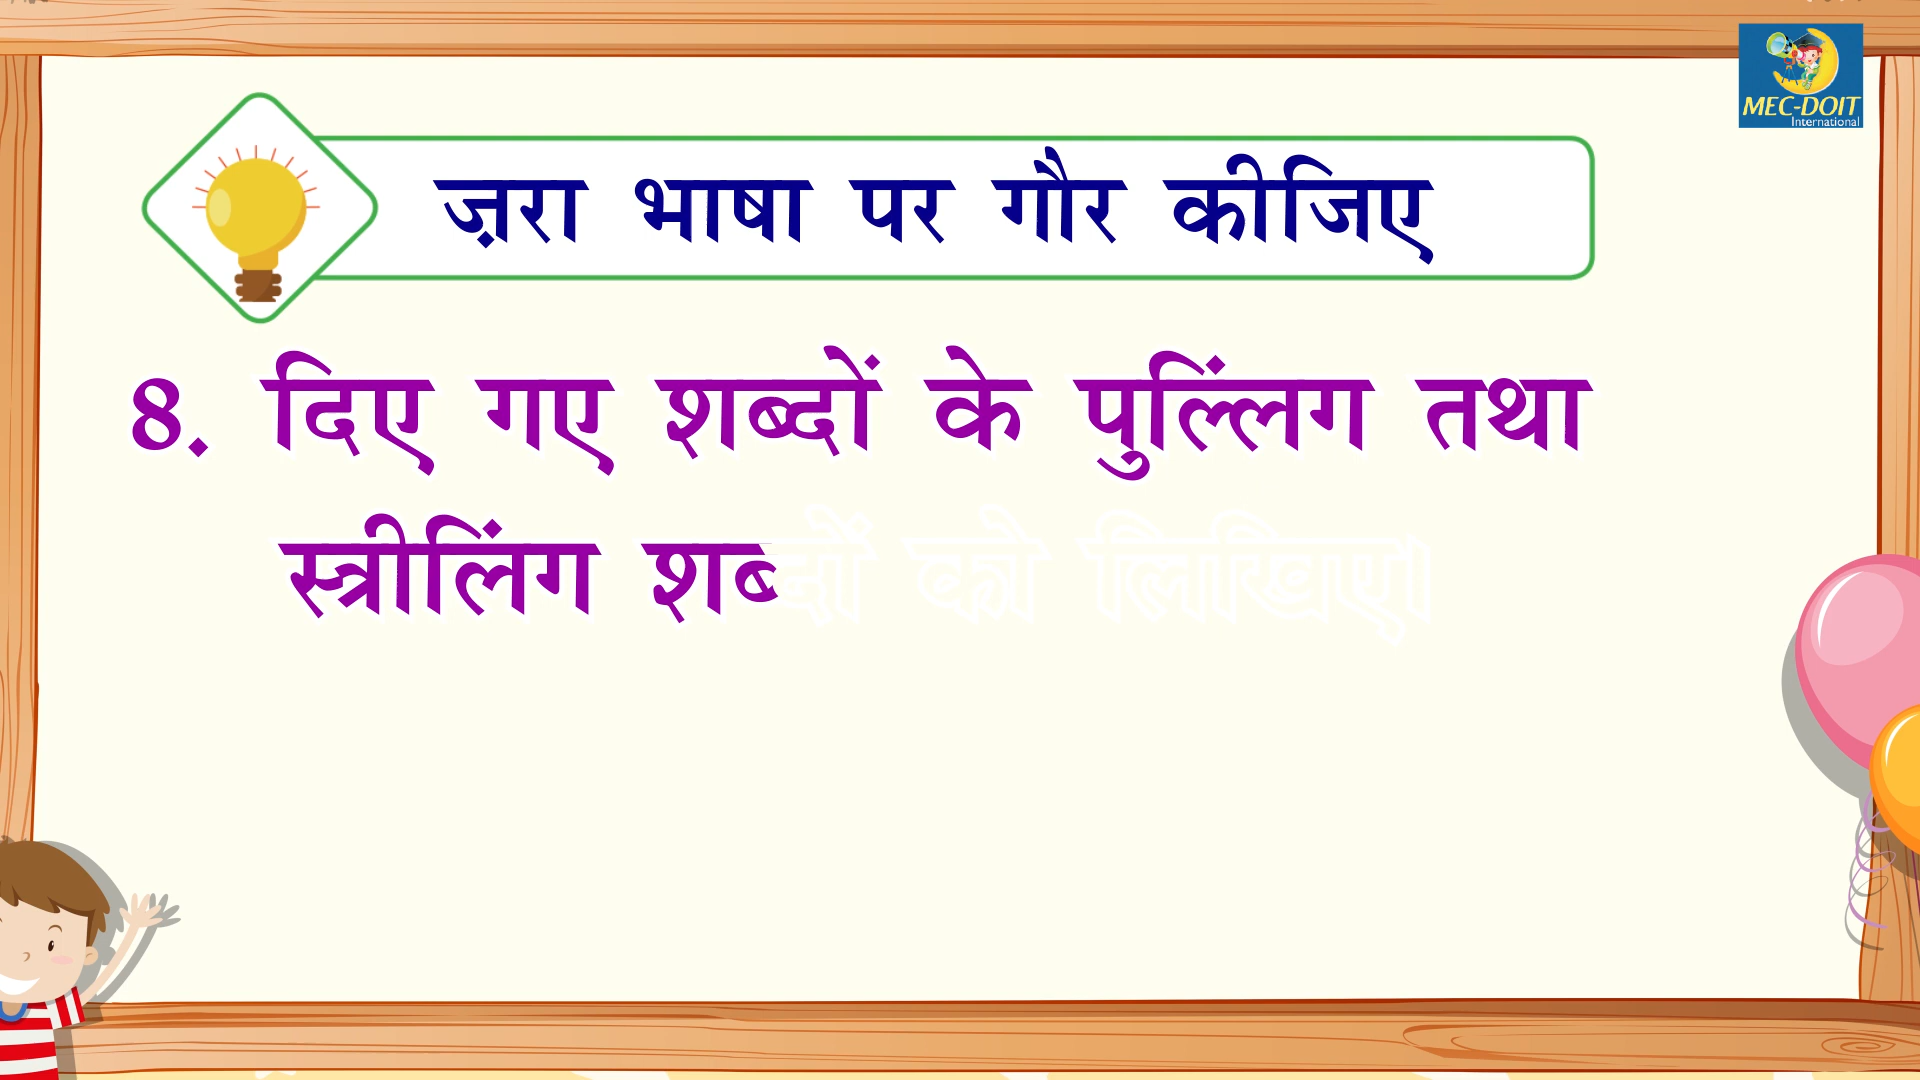 MEC-DOIT
International
ज़रा भाषा पर गौर कीजिए
8. दिए गए शब्दों के पुल्लिंग तथा
स्त्रीलिंग शब्दों को लिखिए।